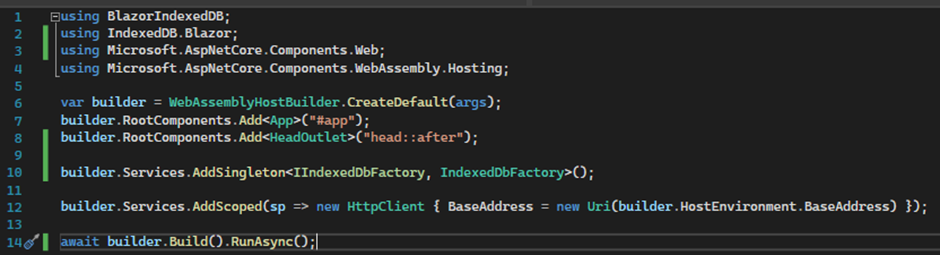 1 using BlazorIndexedDB;
2 using IndexedDB.Blazor;
3 using Microsoft.AspNetCore.Components.Web;
4 using Microsoft.AspNetCore.Components.WebAssembly.Hosting;
5
6 var builder = WebAssemblyHostBuilder.CreateDefault(args);
7 builder.RootComponents.Add<App>("#app");
8 builder.RootComponents.Add<HeadOutlet>("head::after");
9
10 builder.Services.AddSingleton<IIndexedDbFactory, IndexedDbFactory>();
11
12 builder.Services.AddScoped(sp => new HttpClient { BaseAddress = new Uri(builder.HostEnvironment.BaseAddress) });
13
14 await builder.Build().RunAsync();